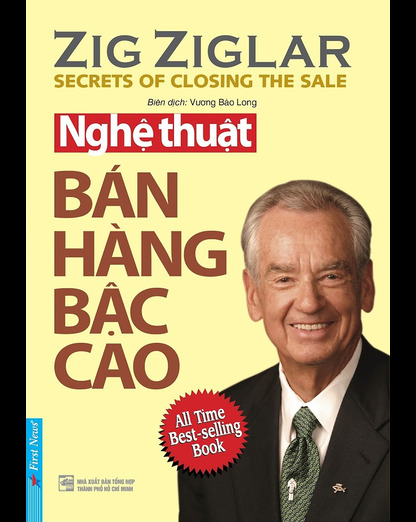 ZIG ZIGLAR
SECRETS OF CLOSING THE SALE
Biên dịch: Vương Bảo Long
Nghệ thuật
BÁN
HÀNG
BẬC
CAO
All Time
Best-selling
Book
First News
NHÀ XUẤT BẢN TỔNG HỢP
THÀNH PHỐ HỒ CHÍ MINH